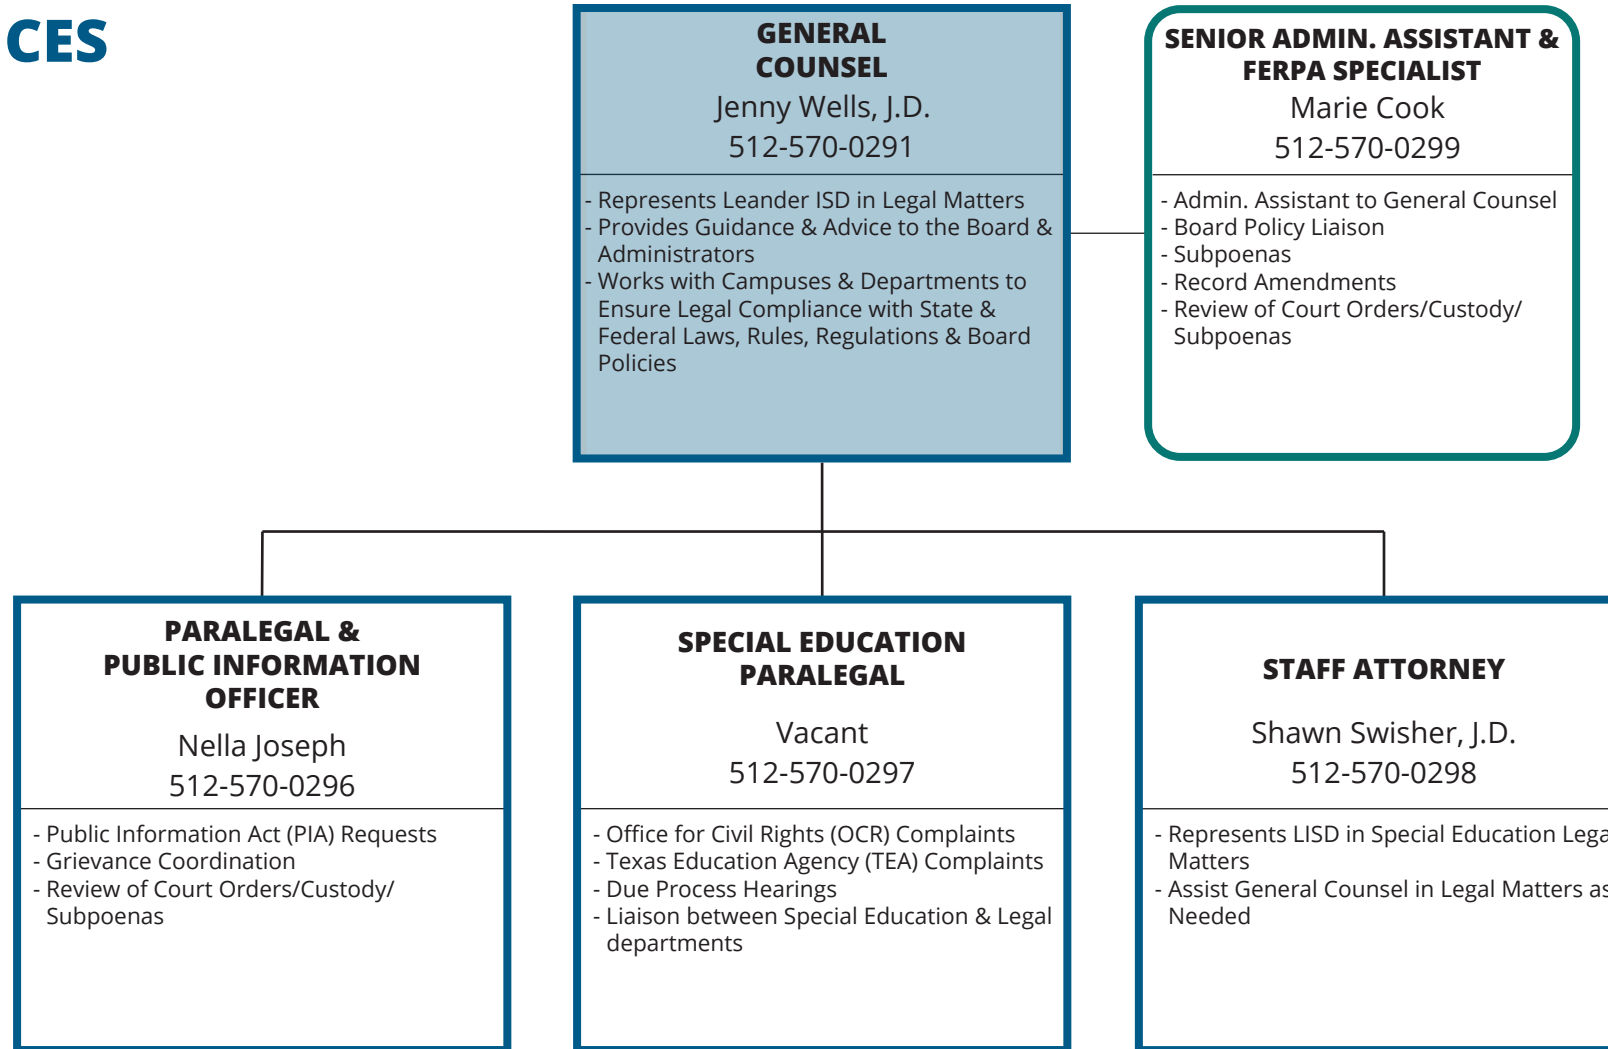 CES
GENERAL
COUNSEL
Jenny Wells, J.D.
512-570-0291
- Represents Leander ISD in Legal Matters
- Provides Guidance & Advice to the Board &
Administrators
- Works with Campuses & Departments to
Ensure Legal Compliance with State &
Federal Laws, Rules, Regulations & Board
Policies
SENIOR ADMIN. ASSISTANT &
FERPA SPECIALIST
Marie Cook
512-570-0299
- Admin. Assistant to General Counsel
- Board Policy Liaison
- Subpoenas
- Record Amendments
- Review of Court Orders/Custody/
Subpoenas
PARALEGAL &
PUBLIC INFORMATION
OFFICER
Nella Joseph
512-570-0296
- Public Information Act (PIA) Requests
- Grievance Coordination
- Review of Court Orders/Custody/
Subpoenas
SPECIAL EDUCATION
PARALEGAL
Vacant
512-570-0297
- Office for Civil Rights (OCR) Complaints
- Texas Education Agency (TEA) Complaints
- Due Process Hearings
- Liaison between Special Education & Legal
departments
STAFF ATTORNEY
Shawn Swisher, J.D.
512-570-0298
- Represents LISD in Special Education Lega
Matters
- Assist General Counsel in Legal Matters as
Needed